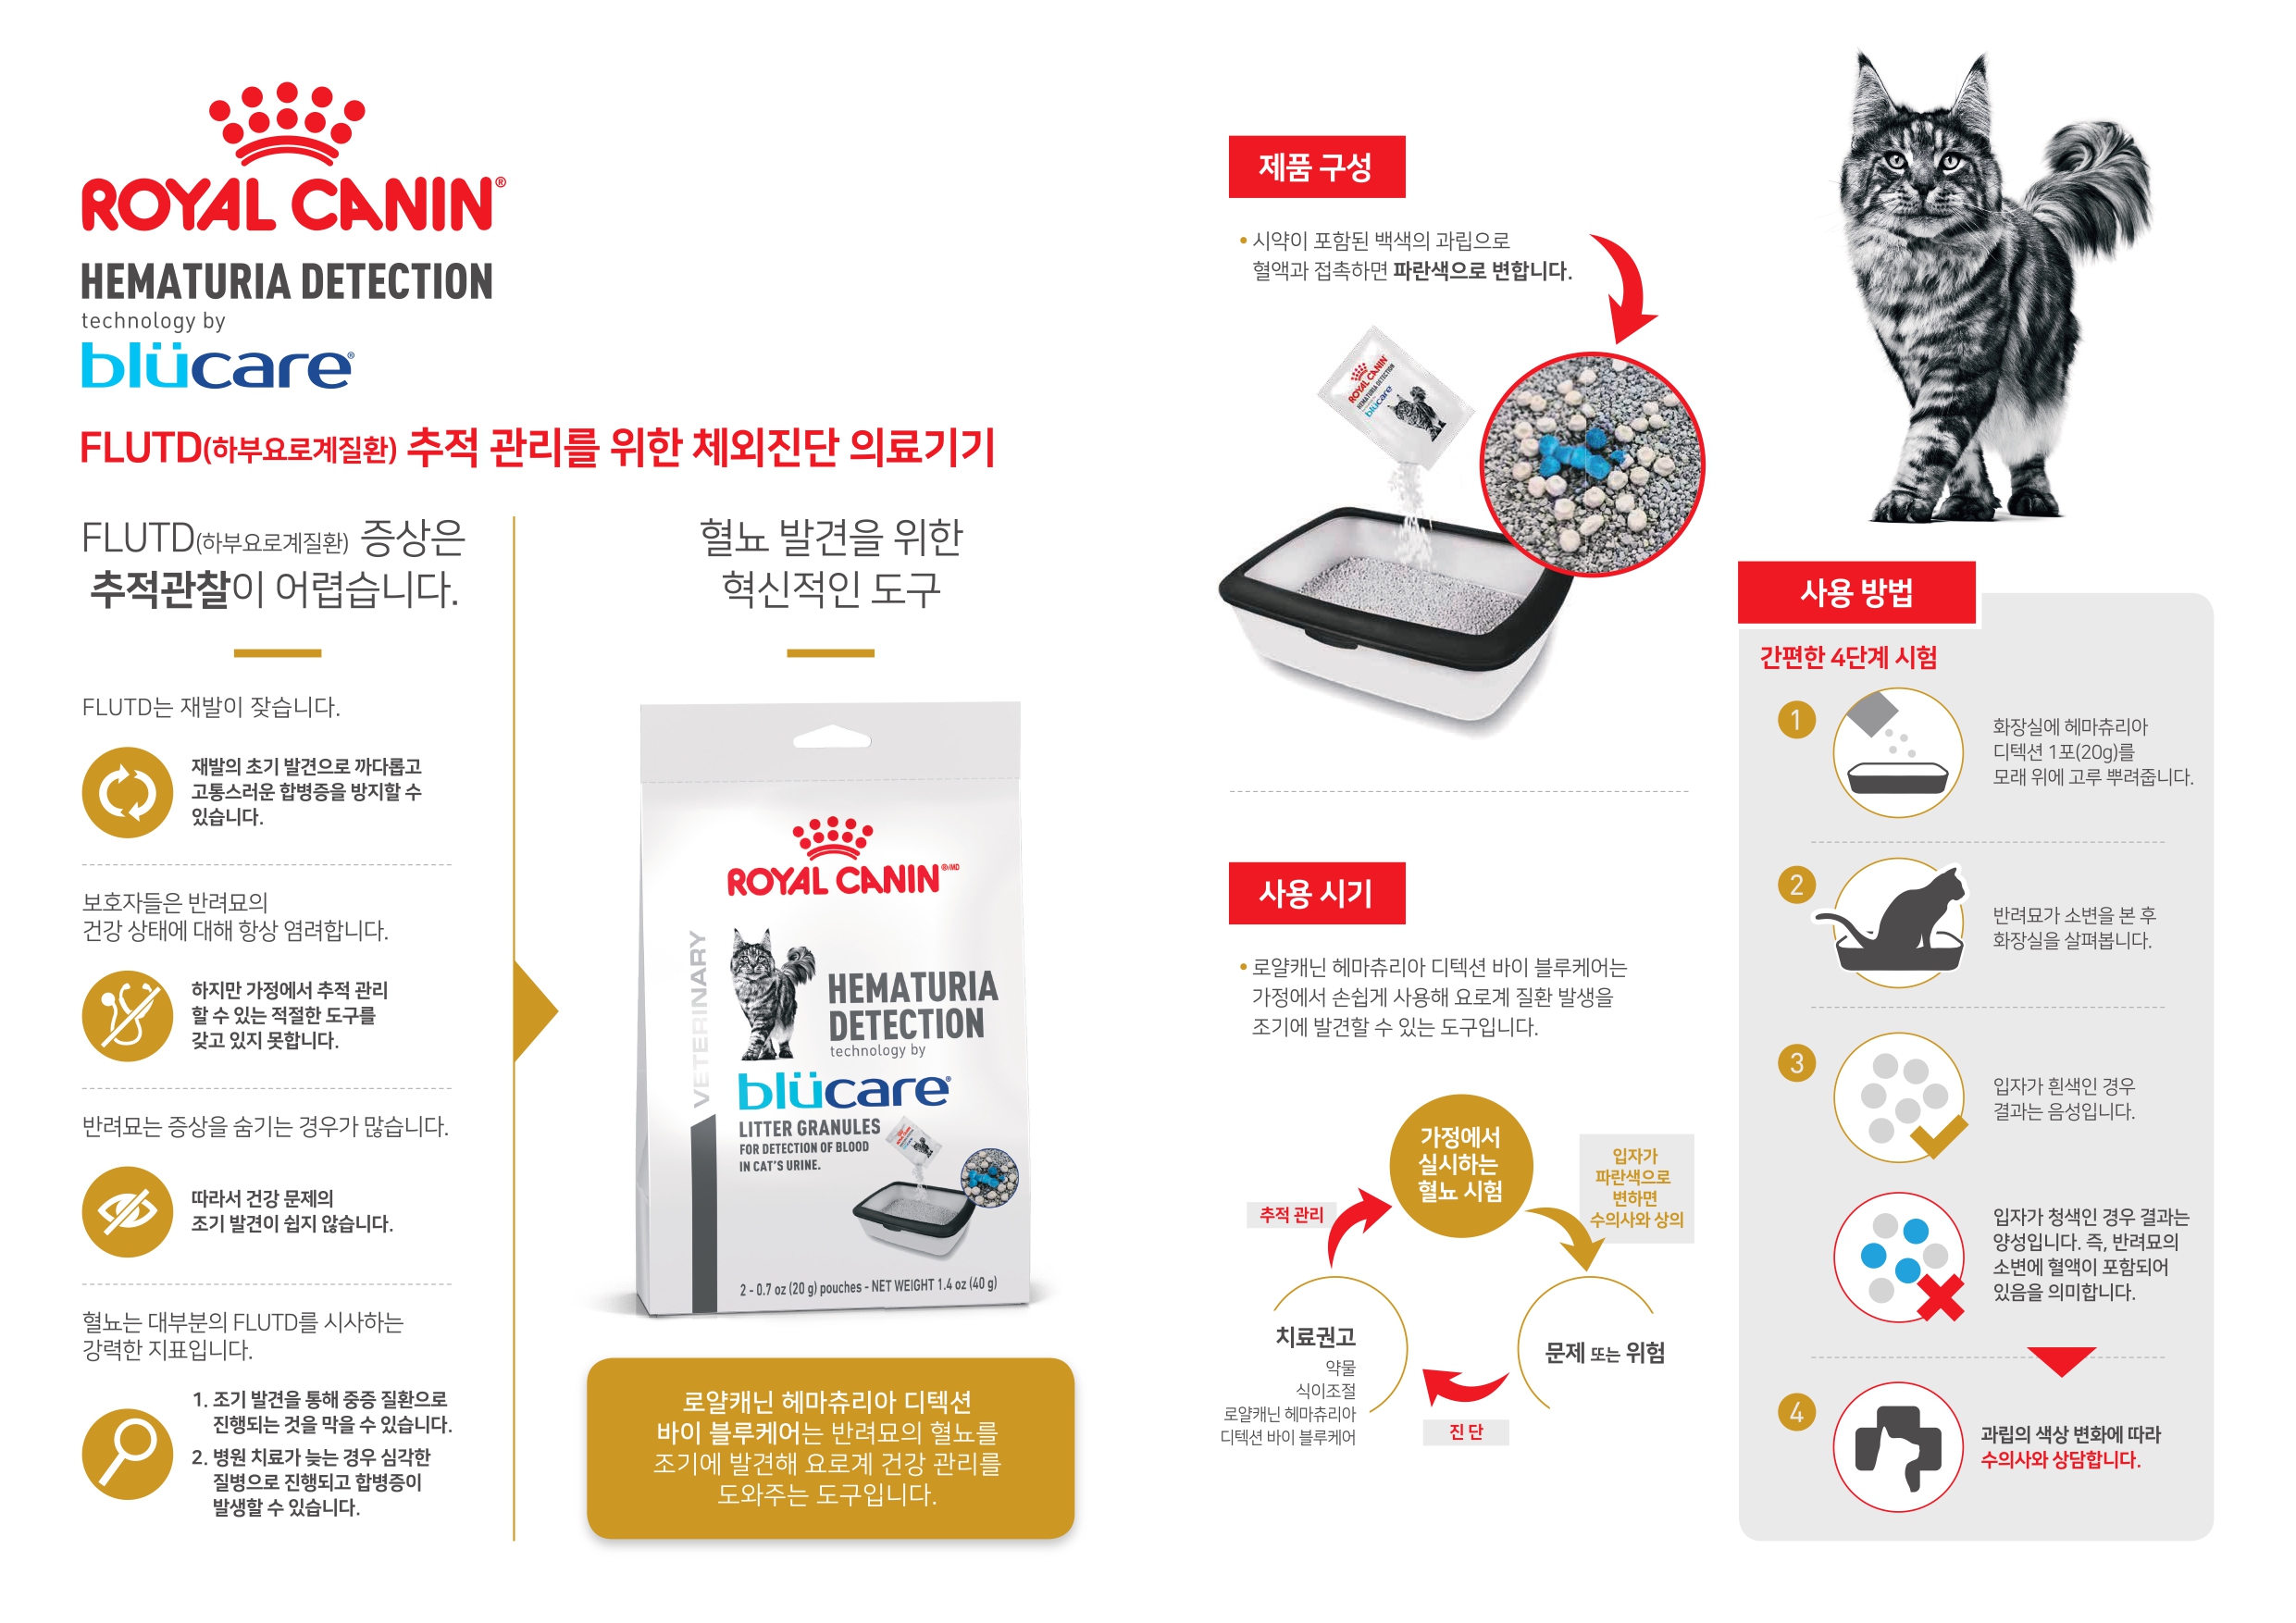 ROYAL CANIN®
HEMATURIA DETECTION
technology by
blücare®
FLUTD(하부요로계질환) 추적 관리를 위한 체외진단 의료기기
FLUTD(하부요로계질환) 증상은
추적관찰이 어렵습니다.
FLUTD는 재발이 잦습니다.
재발의 초기 발견으로 까다롭고
고통스러운 합병증을 방지할 수
있습니다.
보호자들은 반려묘의
건강 상태에 대해 항상 염려합니다.
하지만 가정에서 추적 관리
할 수 있는 적절한 도구를
갖고 있지 못합니다.
반려묘는 증상을 숨기는 경우가 많습니다.
따라서 건강 문제의
조기 발견이 쉽지 않습니다.
혈뇨는 대부분의 FLUTD를 시사하는
강력한 지표입니다.
1. 조기 발견을 통해 중증 질환으로
진행되는 것을 막을 수 있습니다.
2. 병원 치료가 늦는 경우 심각한
질병으로 진행되고 합병증이
발생할 수 있습니다.
혈뇨 발견을 위한
혁신적인 도구
ROYAL CANIN®/MD
VETERINARY
HEMATURIA
DETECTION
technology by
blücare®
LITTER GRANULES
FOR DETECTION OF BLOOD
IN CAT'S URINE.
2 - 0.7 oz (20 g) pouches - NET WEIGHT 1.4 oz (40 g)
로얄캐닌 헤마츄리아 디텍션
바이 블루케어는 반려묘의 혈뇨를
조기에 발견해 요로계 건강 관리를
도와주는 도구입니다.
제품 구성
• 시약이 포함된 백색의 과립으로
혈액과 접촉하면 파란색으로 변합니다.
ROYAL CANIN
HEMATURIA DETECTION
blücare
사용 시기
• 로얄캐닌 헤마츄리아 디텍션 바이 블루케어는
가정에서 손쉽게 사용해 요로계 질환 발생을
조기에 발견할 수 있는 도구입니다.
가정에서
실시하는
혈뇨 시험
입자가
파란색으로
변하면
수의사와 상의
추적 관리
문제 또는 위험
진 단
치료권고
약물
식이조절
로얄캐닌 헤마츄리아
디텍션 바이 블루케어
사용 방법
간편한 4단계 시험
1
화장실에 헤마츄리아
디텍션 1포(20g)를
모래 위에 고루 뿌려줍니다.
2
반려묘가 소변을 본 후
화장실을 살펴봅니다.
3
입자가 흰색인 경우
결과는 음성입니다.
입자가 청색인 경우 결과는
양성입니다. 즉, 반려묘의
소변에 혈액이 포함되어
있음을 의미합니다.
4
과립의 색상 변화에 따라
수의사와 상담합니다.